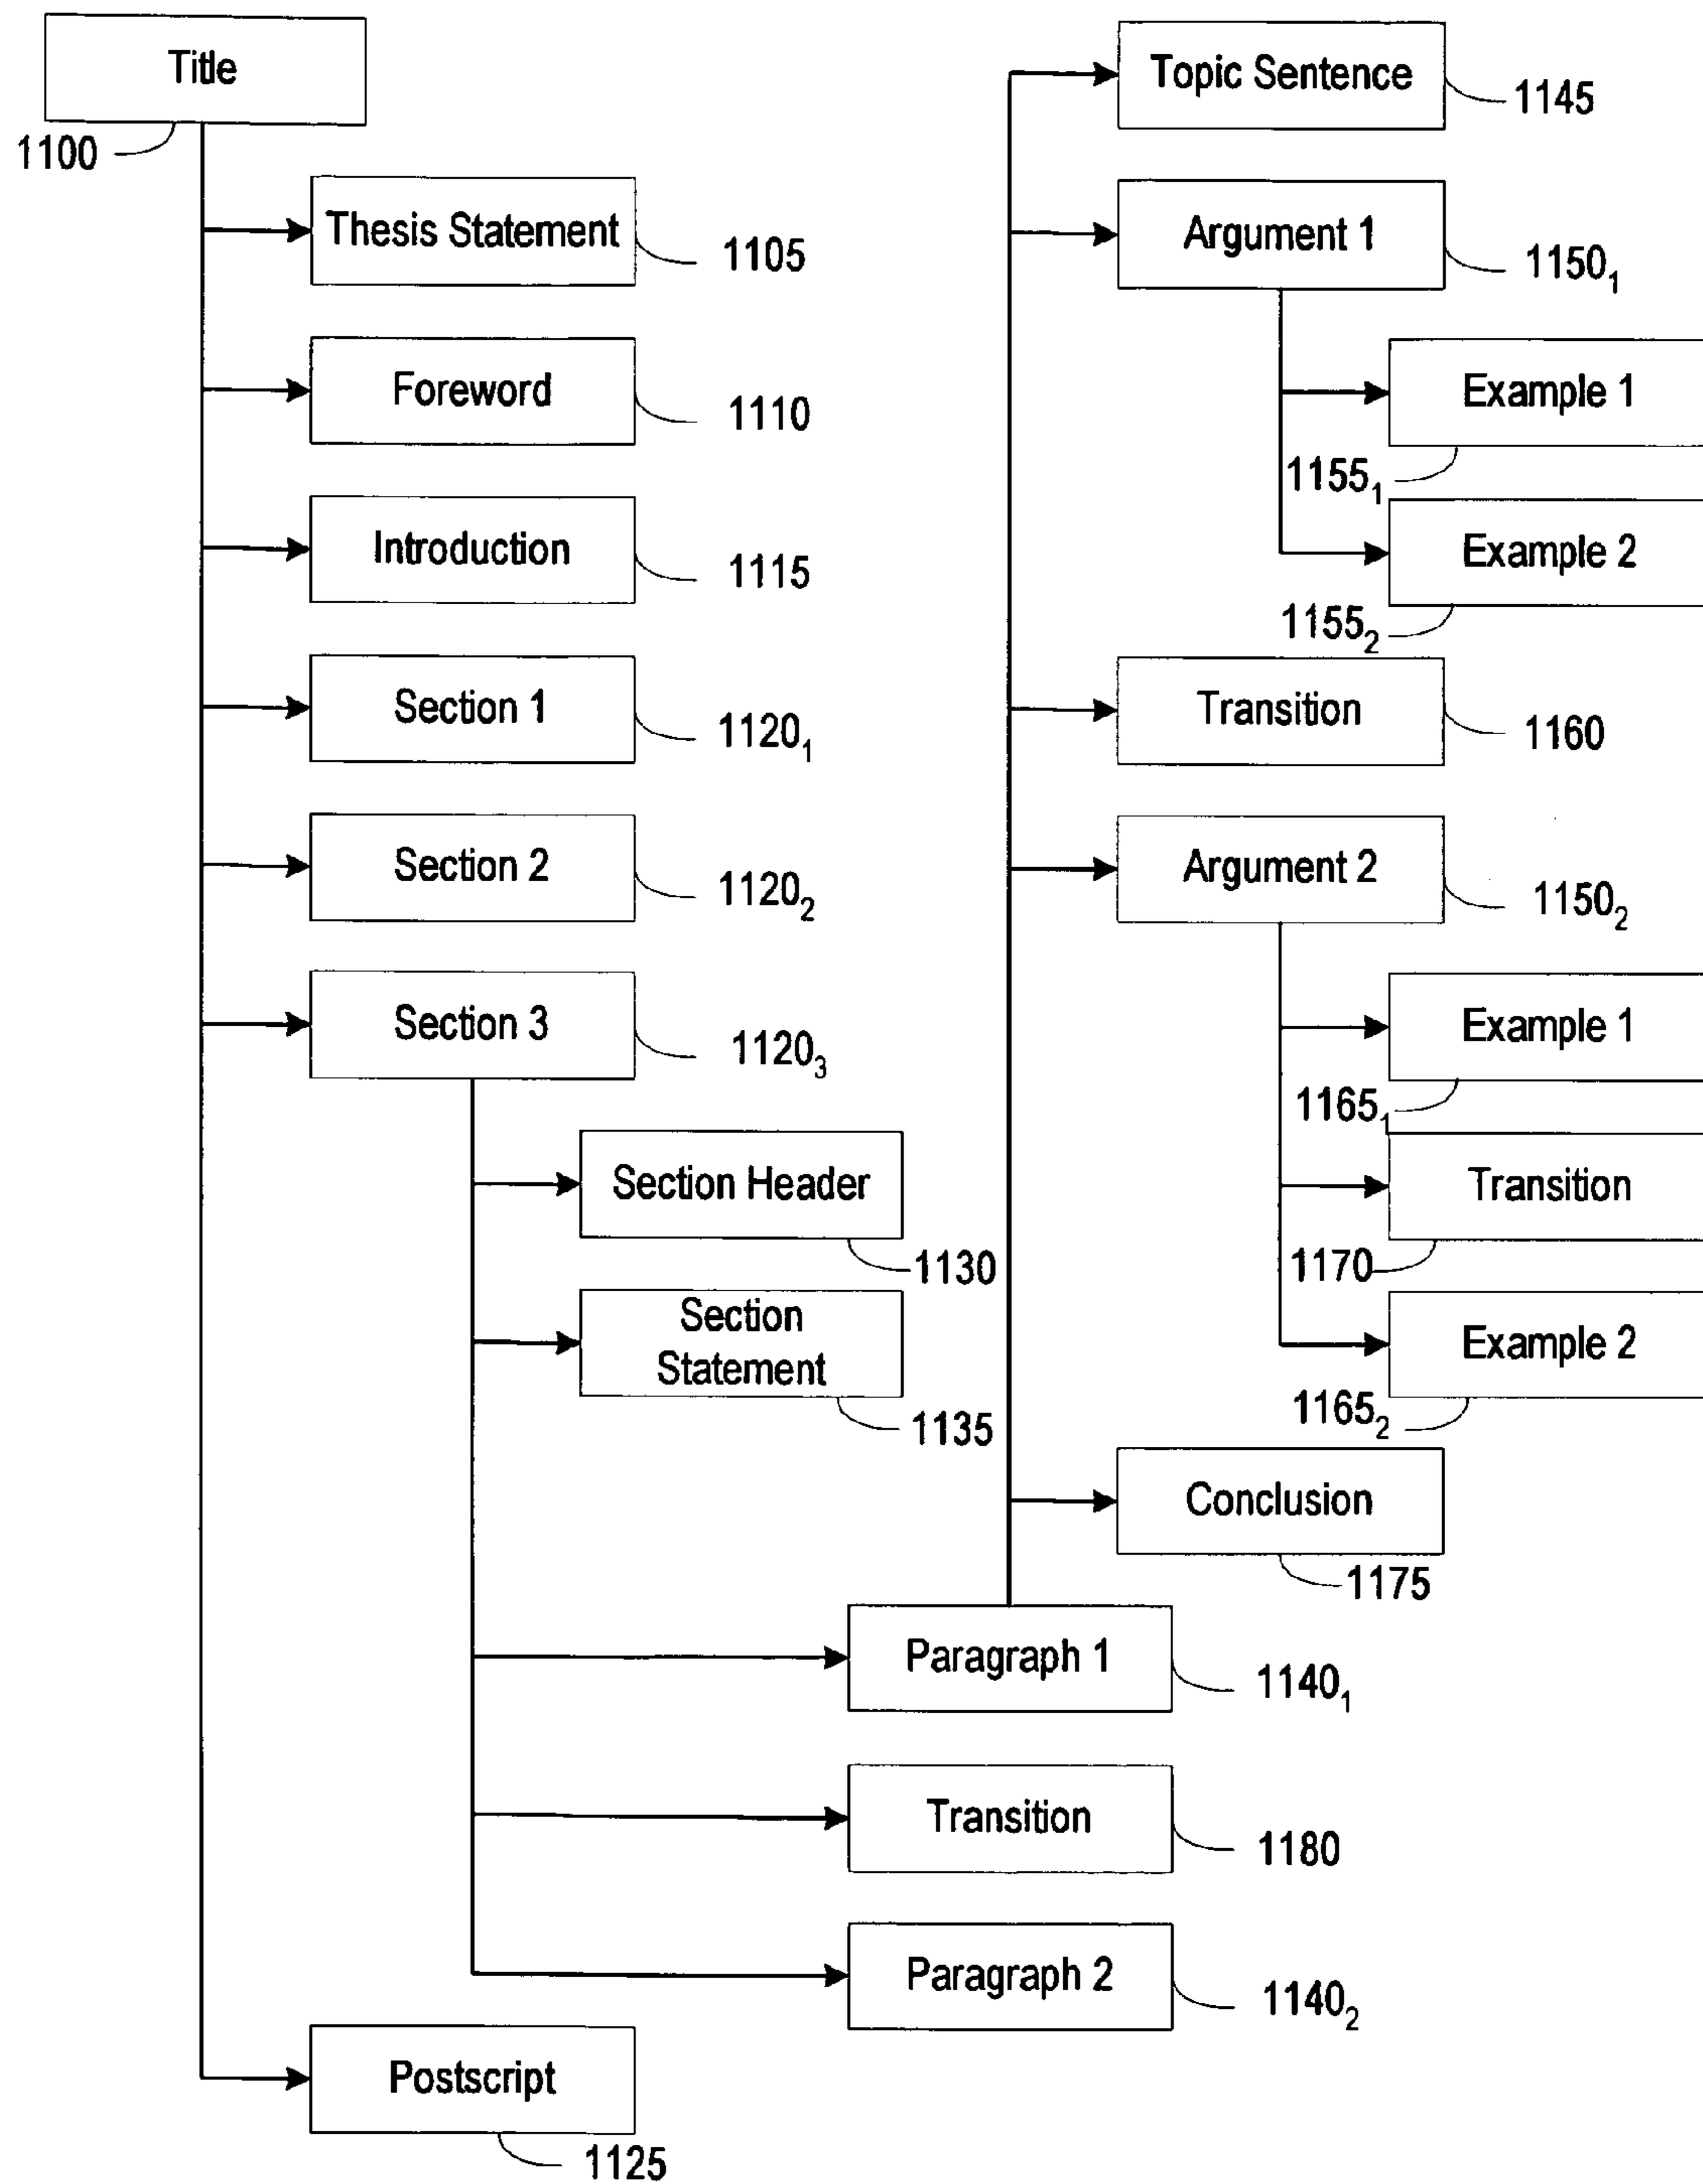 Title
1100
Thesis Statement
1105
Foreword
1110
Introduction
1115
Section 1
1120₁
Section 2
1120₂
Section 3
1120₃
Section Header
1130
Section
Statement
1135
Paragraph 1
1140₁
Transition
1180
Paragraph 2
1140₂
Postscript
1125
Topic Sentence
1145
Argument 1
1150₁
Example 1
1155₁
Example 2
1155₂
Transition
1160
Argument 2
1150₂
Example 1
1165₁
Transition
1170
Example 2
1165₂
Conclusion
1175